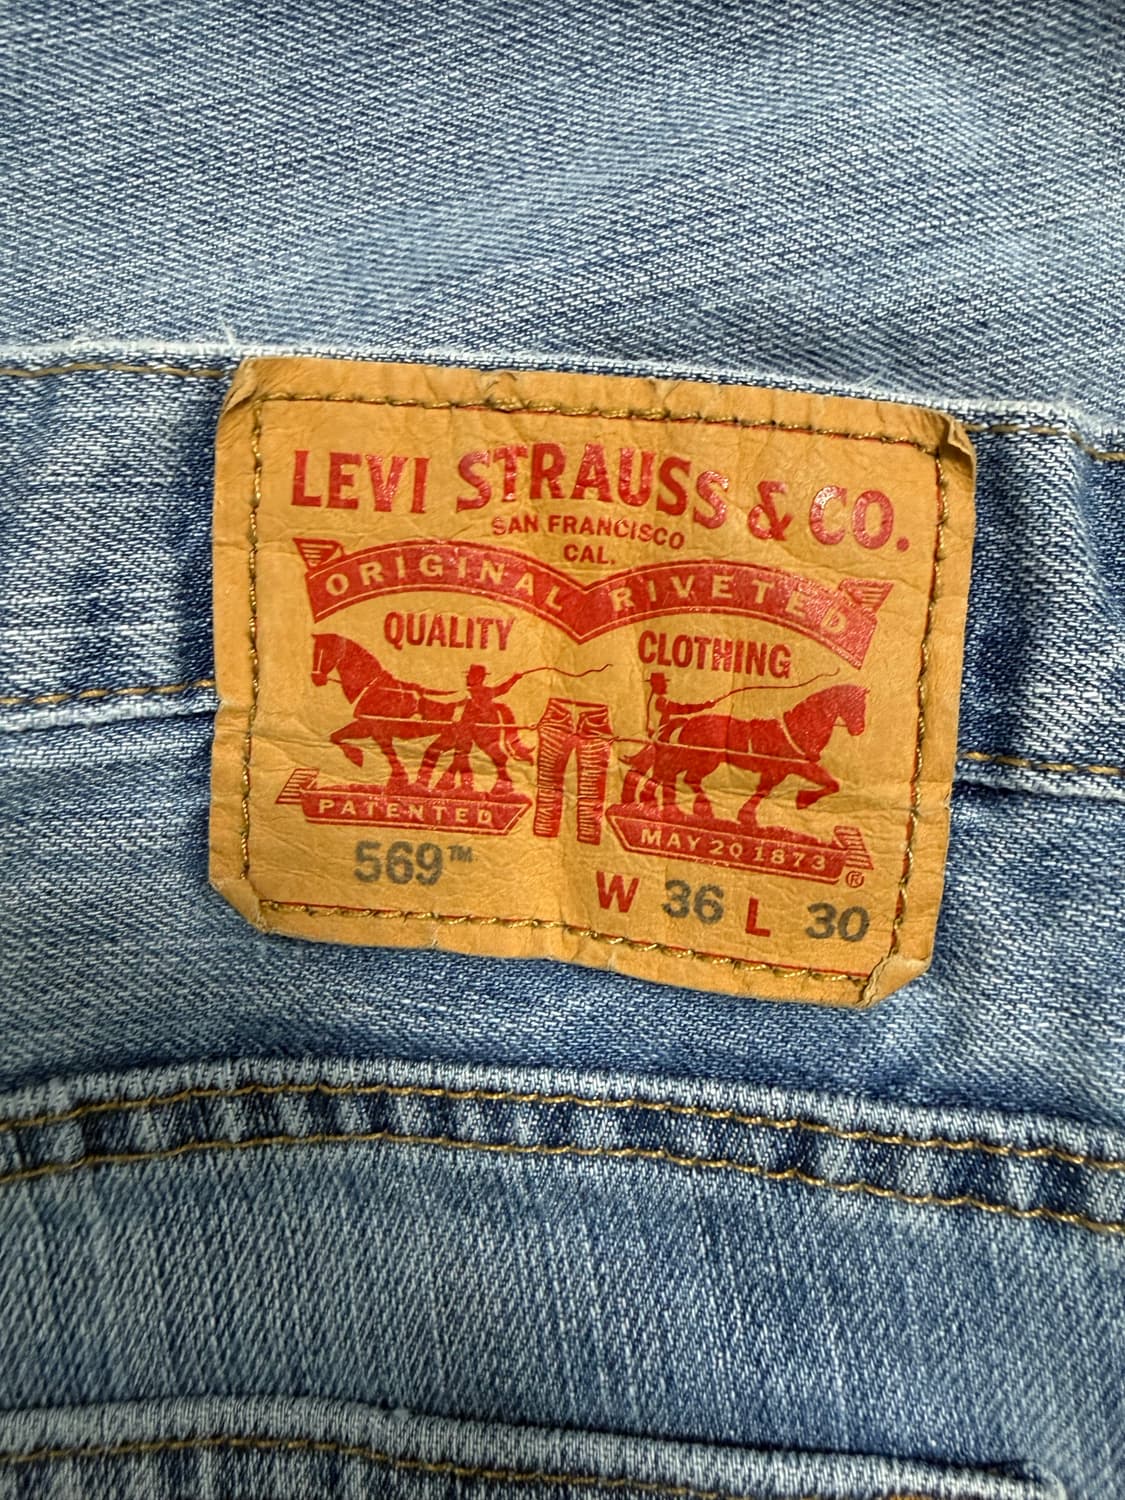 LEVI STRAUSS & CO.
SAN FRANCISCO
CAL.
ORIGINAL RIVETED
QUALITY CLOTHING
PATENTED MAY 20 1873 ®
569™ W 36 L 30